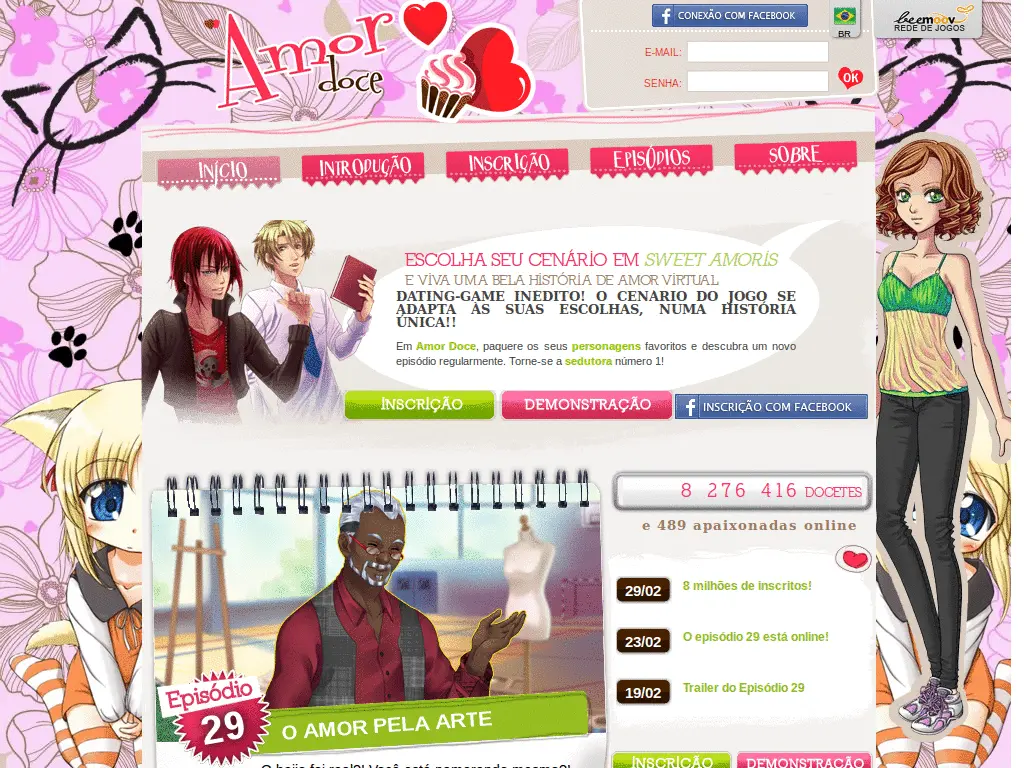 Amor doce
CONEXÃO COM FACEBOOK
BR
beemoov
REDE DE JOGOS
E-MAIL:
SENHA:
OK
INÍCIO
INTRODUÇÃO
INSCRIÇÃO
EPISÓDIOS
SOBRE
ESCOLHA SEU CENÁRIO EM SWEET AMORIS
E VIVA UMA BELA HISTÓRIA DE AMOR VIRTUAL
DATING-GAME INEDITO! O CENARIO DO JOGO SE
ADAPTA ÀS SUAS ESCOLHAS, NUMA HISTÓRIA
ÚNICA!!
Em Amor Doce, paquere os seus personagens favoritos e descubra um novo
episódio regularmente. Torne-se a sedutora número 1!
INSCRIÇÃO
DEMONSTRAÇÃO
INSCRIÇÃO COM FACEBOOK
8 276 416 DOCETES
e 489 apaixonadas online
29/02 8 milhões de inscritos!
23/02 O episódio 29 está online!
19/02 Trailer do Episódio 29
Episódio
29
O AMOR PELA ARTE
O beijo foi real?! Você está namorando mesmo?!
INSCRIÇÃO
DEMONSTRAÇÃO